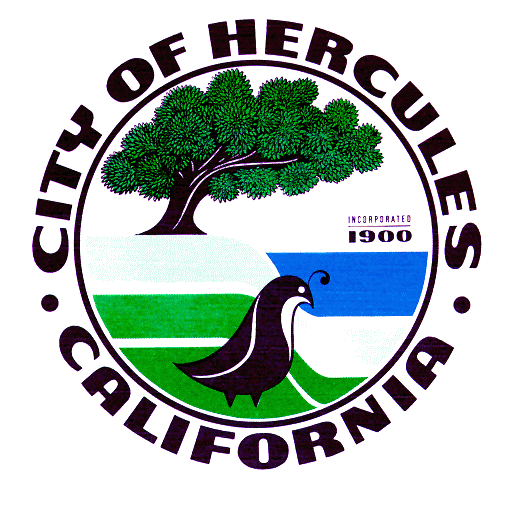 CITY OF HERCULES
INCORPORATED
1900
• CALIFORNIA •